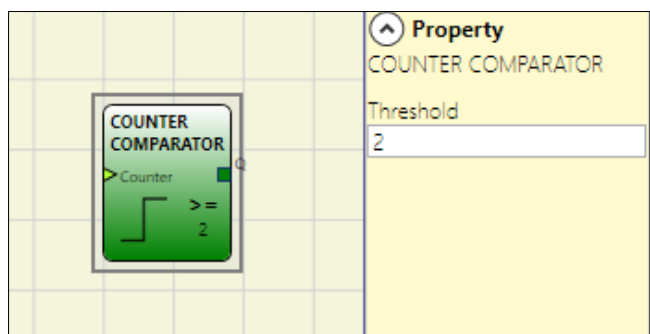 COUNTER
COMPARATOR
Counter
Q
>=
2
Property
COUNTER COMPARATOR
Threshold
2